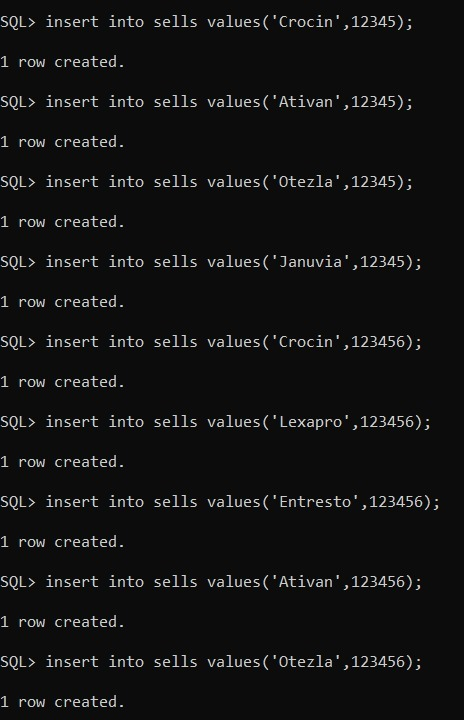 SQL> insert into sells values('Crocin',12345);
1 row created.
SQL> insert into sells values('Ativan',12345);
1 row created.
SQL> insert into sells values('Otezla',12345);
1 row created.
SQL> insert into sells values('Januvia',12345);
1 row created.
SQL> insert into sells values('Crocin',123456);
1 row created.
SQL> insert into sells values('Lexapro',123456);
1 row created.
SQL> insert into sells values('Entresto',123456);
1 row created.
SQL> insert into sells values('Ativan',123456);
1 row created.
SQL> insert into sells values('Otezla',123456);
1 row created.